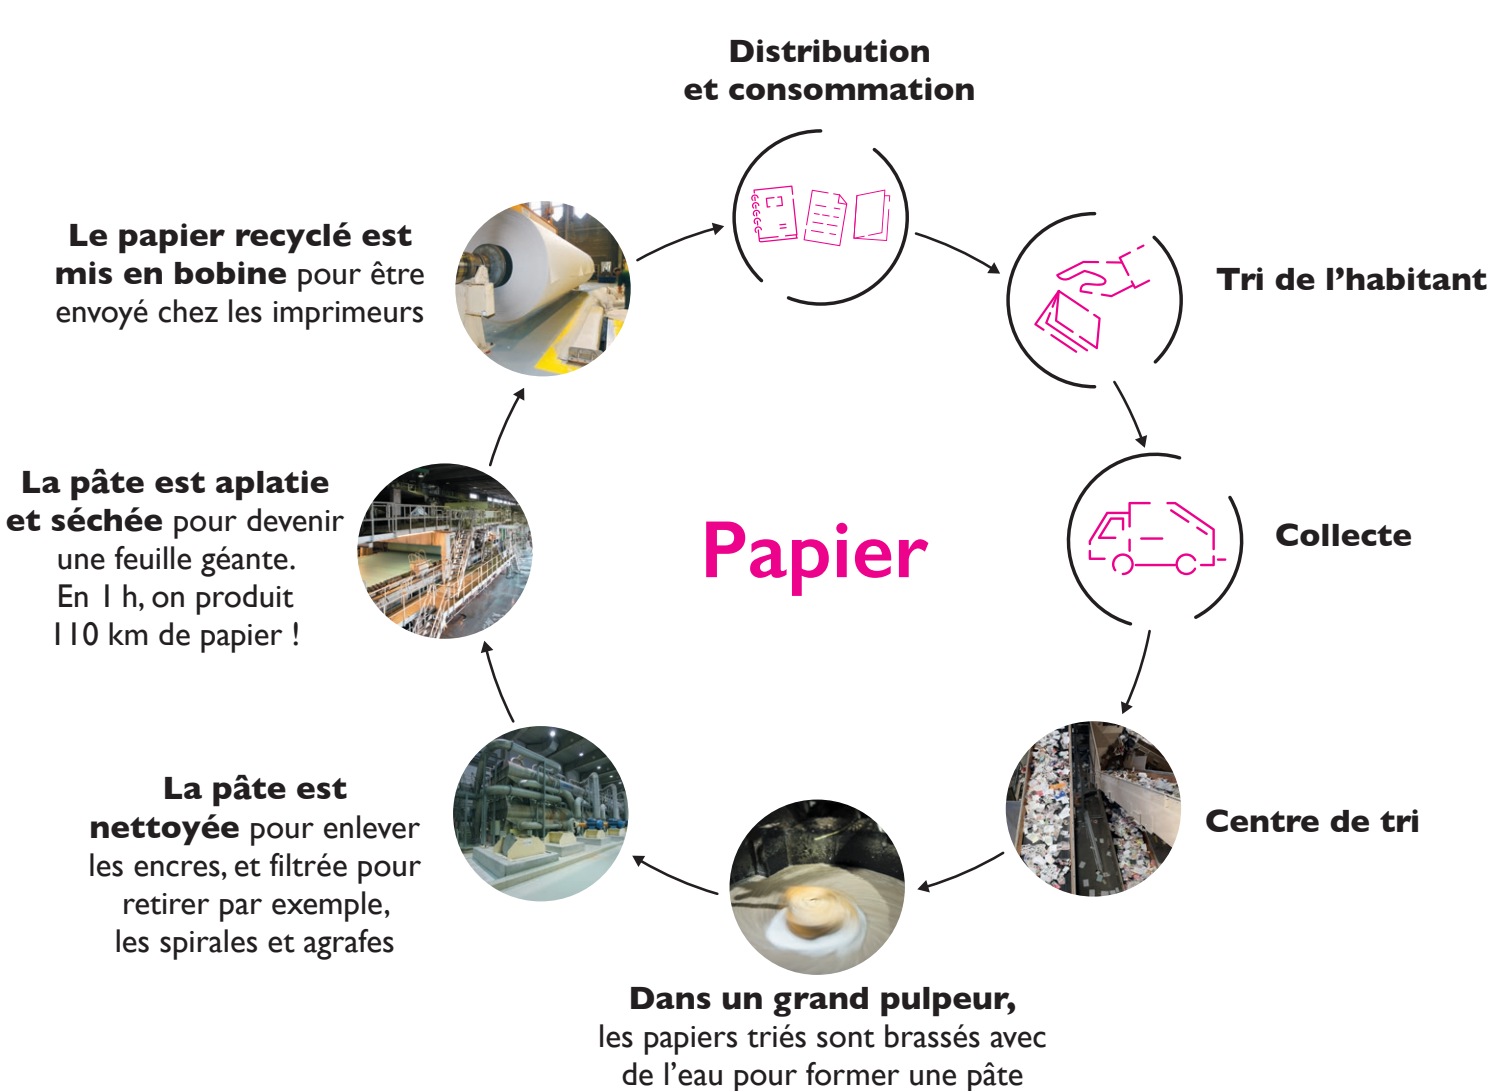 Distribution
et consommation
Tri de l’habitant
Collecte
Centre de tri
Dans un grand pulpeur,
les papiers triés sont brassés avec
de l’eau pour former une pâte
La pâte est
nettoyée pour enlever
les encres, et filtrée pour
retirer par exemple,
les spirales et agrafes
La pâte est aplatie
et séchée pour devenir
une feuille géante.
En 1 h, on produit
110 km de papier !
Le papier recyclé est
mis en bobine pour être
envoyé chez les imprimeurs
Papier